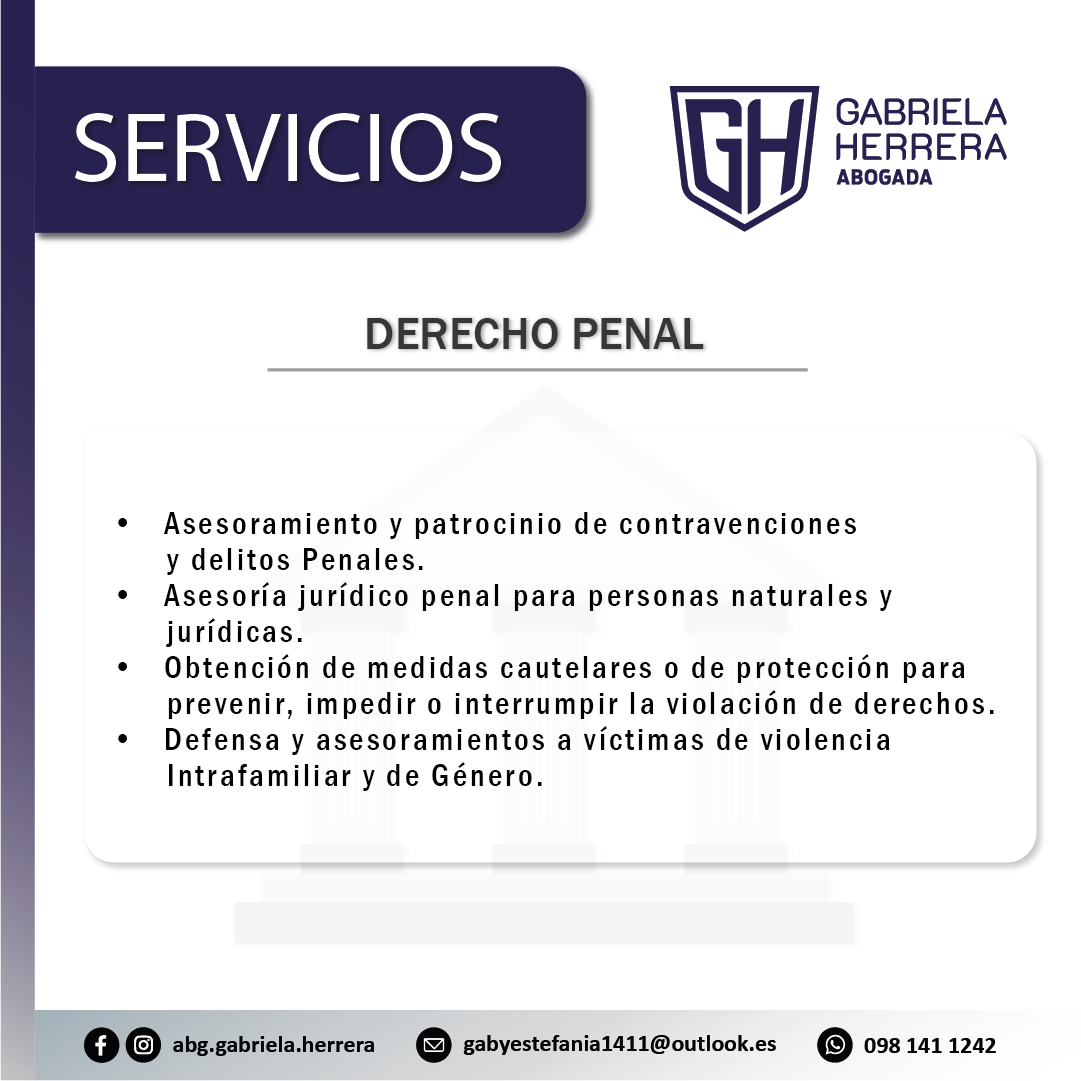 SERVICIOS
GH
GABRIELA
HERRERA
ABOGADA
DERECHO PENAL
• Asesoramiento y patrocinio de contravenciones
y delitos Penales.
• Asesoría jurídico penal para personas naturales y
jurídicas.
• Obtención de medidas cautelares o de protección para
prevenir, impedir o interrumpir la violación de derechos.
• Defensa y asesoramientos a víctimas de violencia
Intrafamiliar y de Género.
abg.gabriela.herrera
gabyestefania1411@outlook.es
098 141 1242